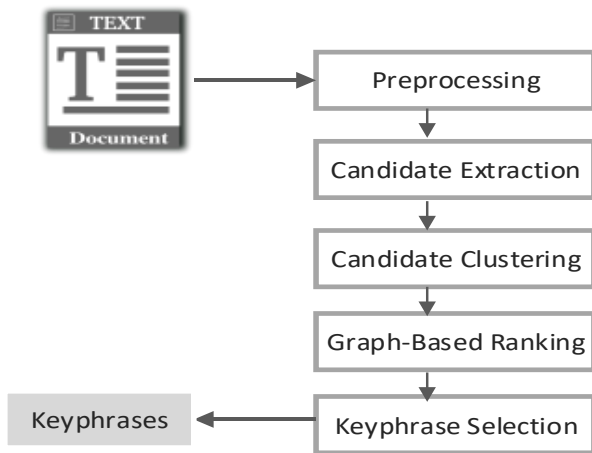 TEXT
T
Document
Preprocessing
Candidate Extraction
Candidate Clustering
Graph-Based Ranking
Keyphrase Selection
Keyphrases